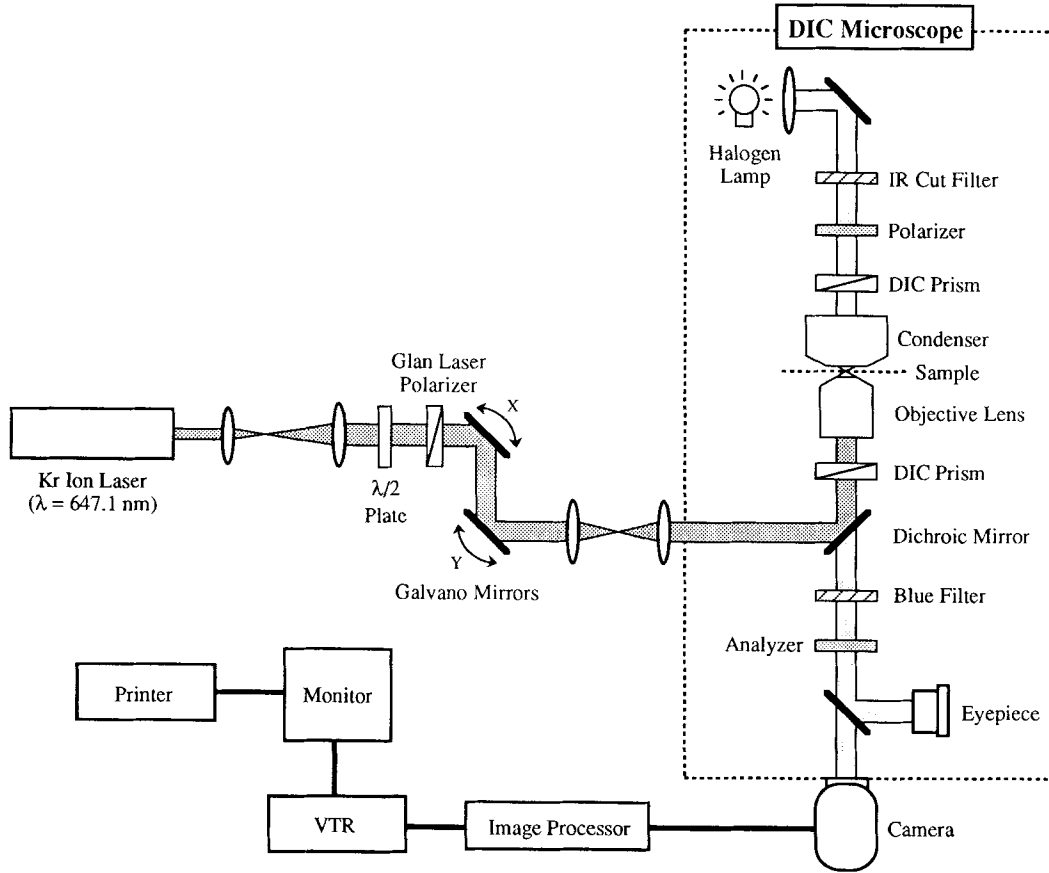 DIC Microscope
Halogen
Lamp
IR Cut Filter
Polarizer
DIC Prism
Condenser
Sample
Objective Lens
DIC Prism
Dichroic Mirror
Blue Filter
Analyzer
Eyepiece
Camera
Glan Laser
Polarizer
X
Kr Ion Laser
(λ = 647.1 nm)
λ/2
Plate
Y
Galvano Mirrors
Printer
Monitor
VTR
Image Processor